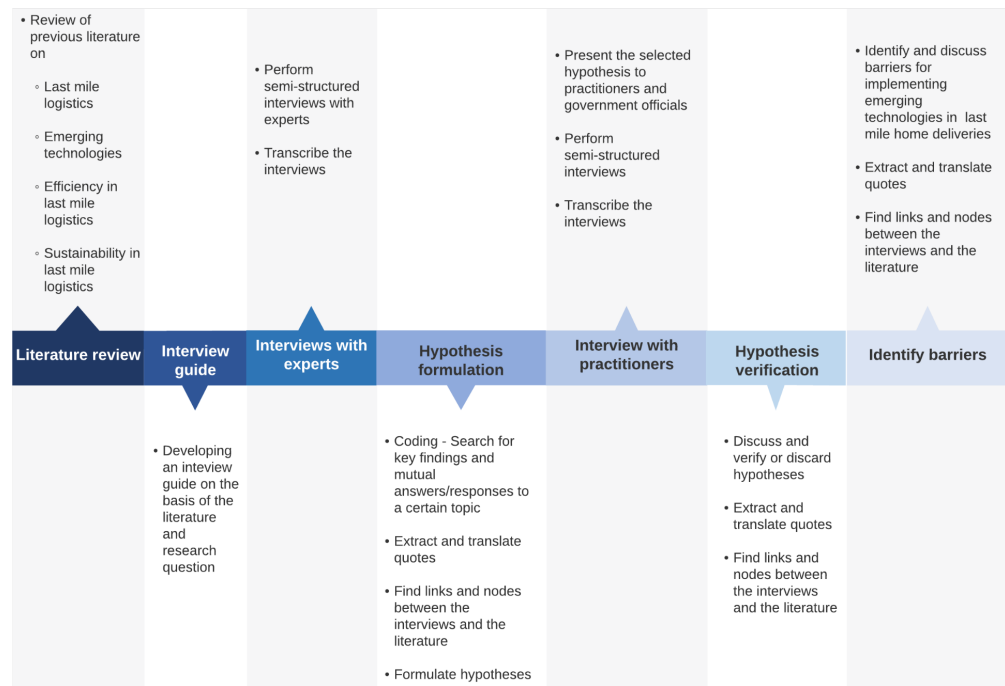 • Review of
previous literature
on
◦ Last mile
logistics
◦ Emerging
technologies
◦ Efficiency in
last mile
logistics
◦ Sustainability in
last mile
logistics
• Perform
semi-structured
interviews with
experts
• Transcribe the
interviews
• Present the selected
hypothesis to
practitioners and
government officials
• Perform
semi-structured
interviews
• Transcribe the
interviews
• Identify and discuss
barriers for
implementing
emerging
technologies in last
mile home deliveries
• Extract and translate
quotes
• Find links and nodes
between the
interviews and the
literature
Literature review
Interview
guide
Interviews with
experts
Hypothesis
formulation
Interview with
practitioners
Hypothesis
verification
Identify barriers
• Developing
an inteview
guide on the
basis of the
literature
and
research
question
• Coding - Search for
key findings and
mutual
answers/responses to
a certain topic
• Extract and translate
quotes
• Find links and nodes
between the
interviews and the
literature
• Formulate hypotheses
• Discuss and
verify or discard
hypotheses
• Extract and
translate quotes
• Find links and
nodes between
the interviews
and the literature